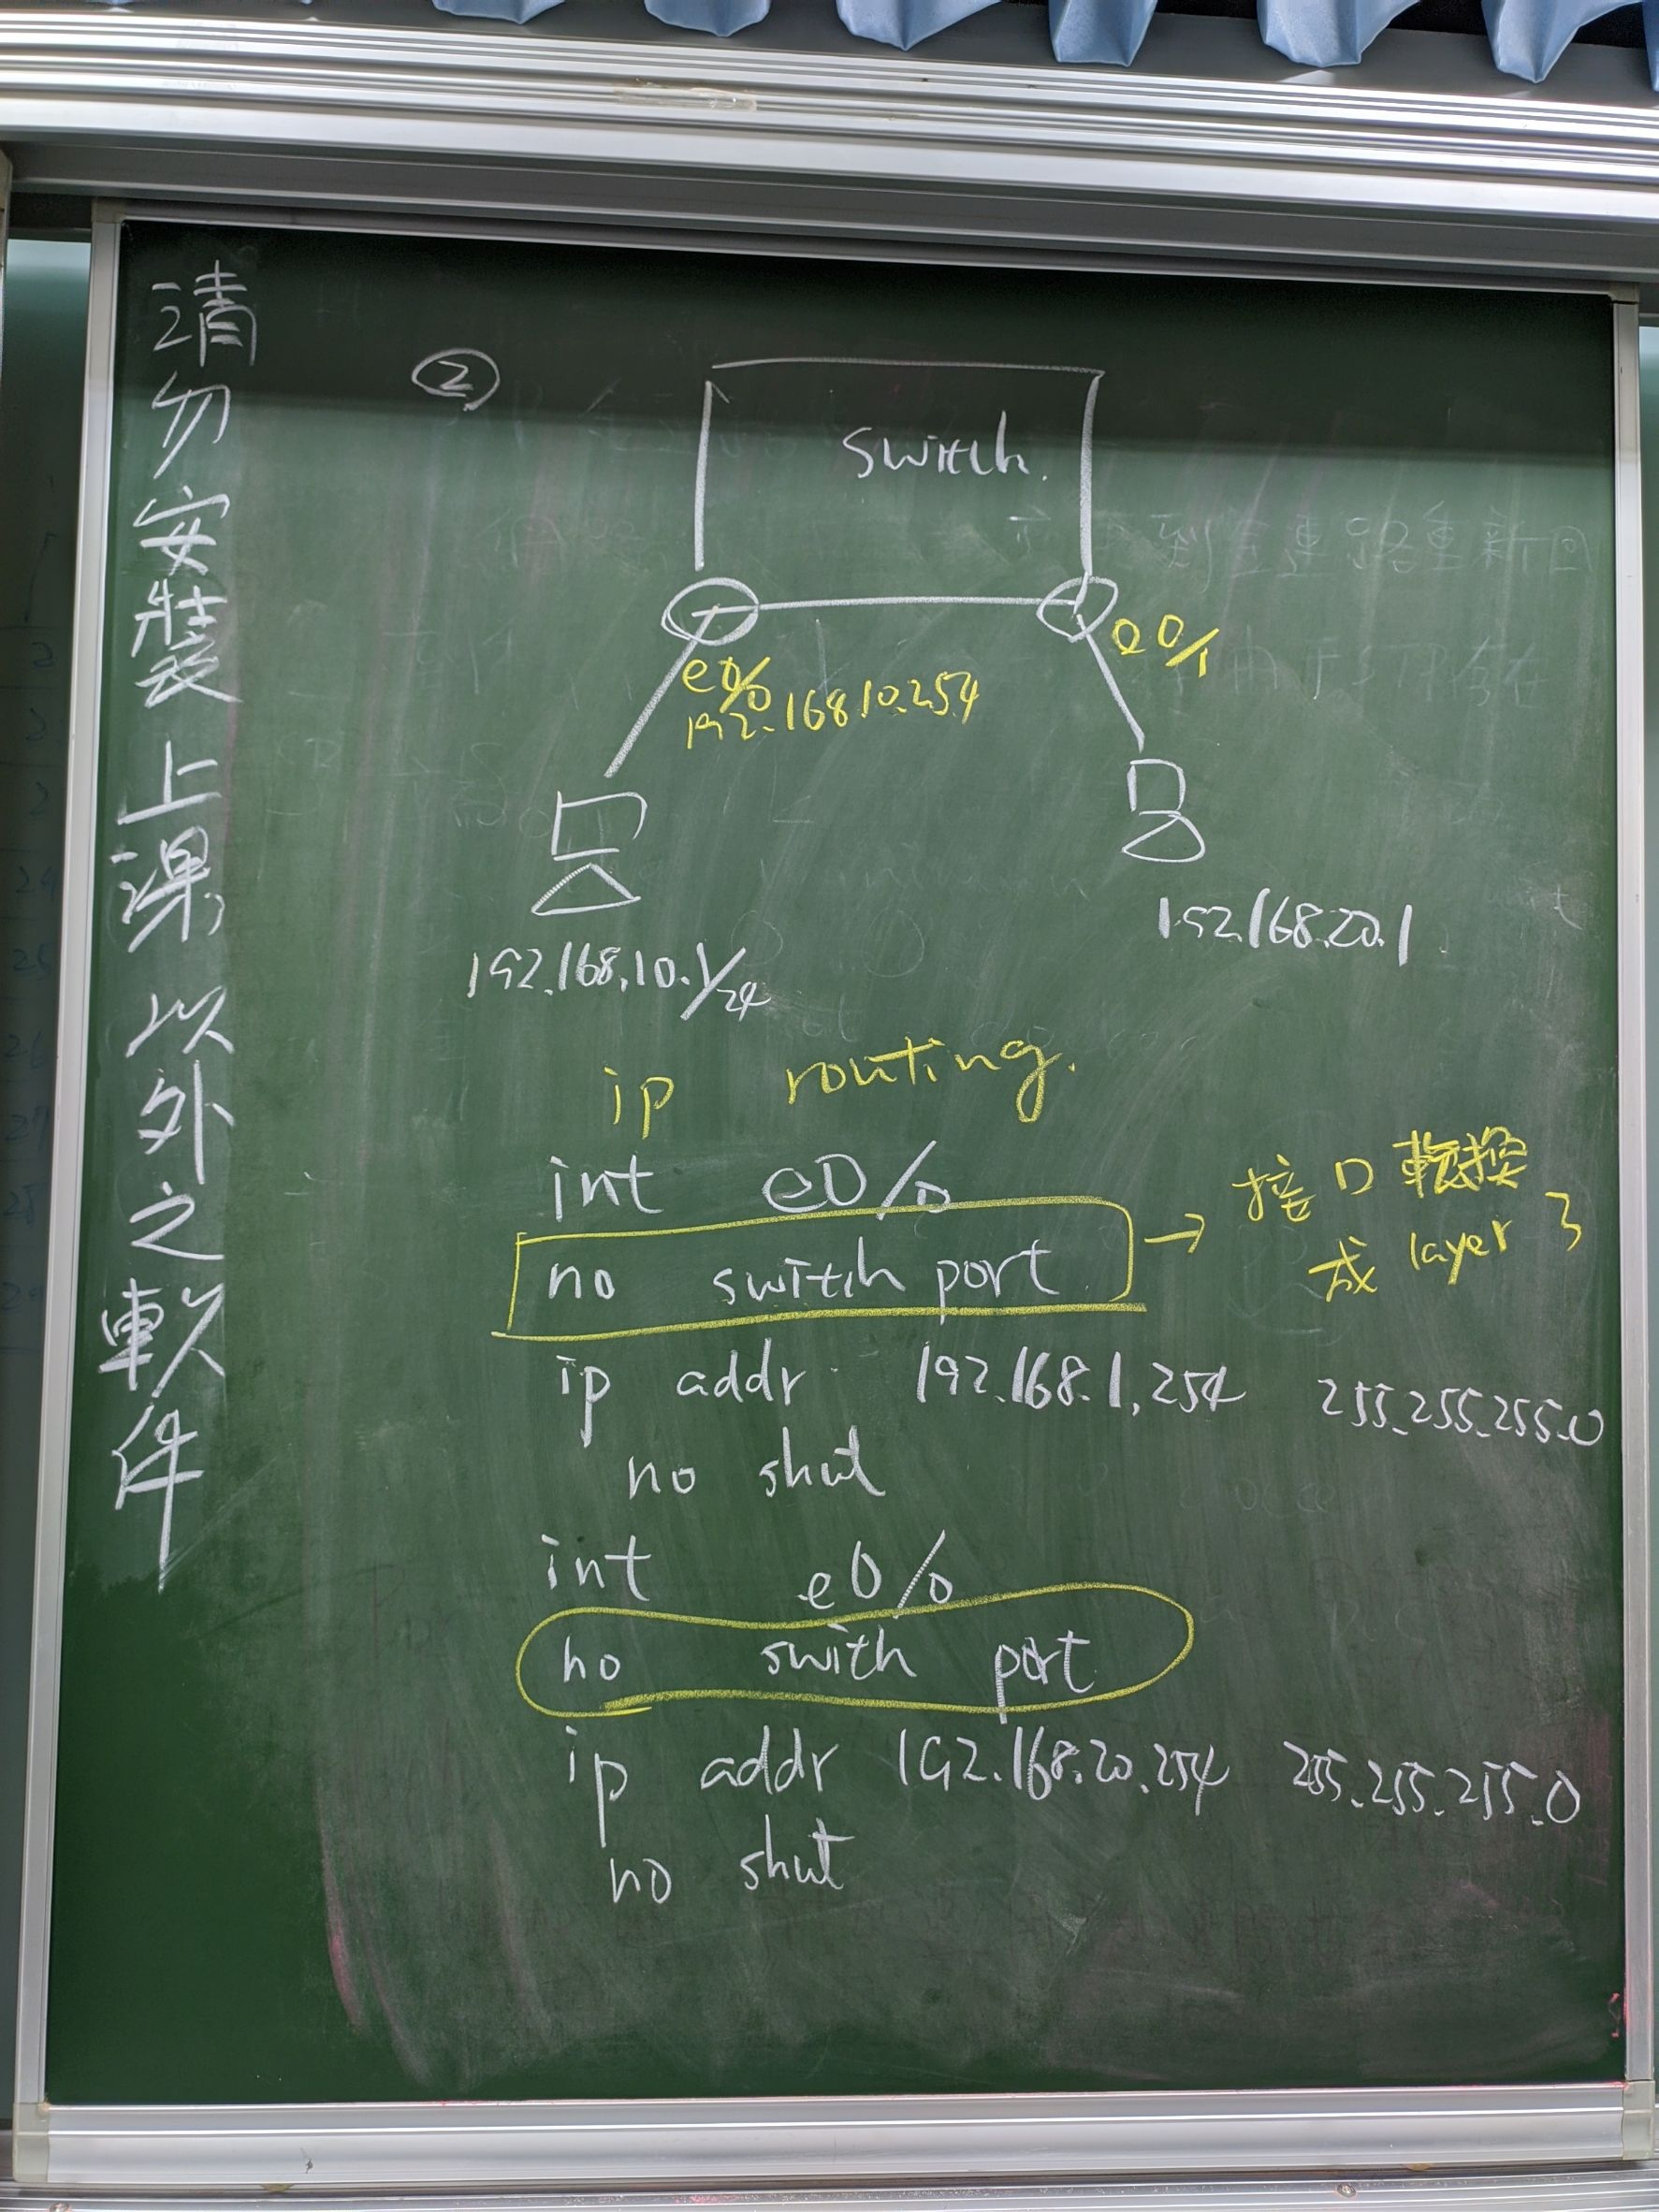 請勿安裝上課以外之軟件
②
switch.
e0/0
192.168.10.254
e0/1
192.168.10.1/24
192.168.20.1
ip routing.
int e0/0
no switch port
→ 接口轉換
成 layer 3
ip addr 192.168.1.254 255.255.255.0
no shut
int e0/0
no swith port
ip addr 192.168.20.254 255.255.255.0
no shut